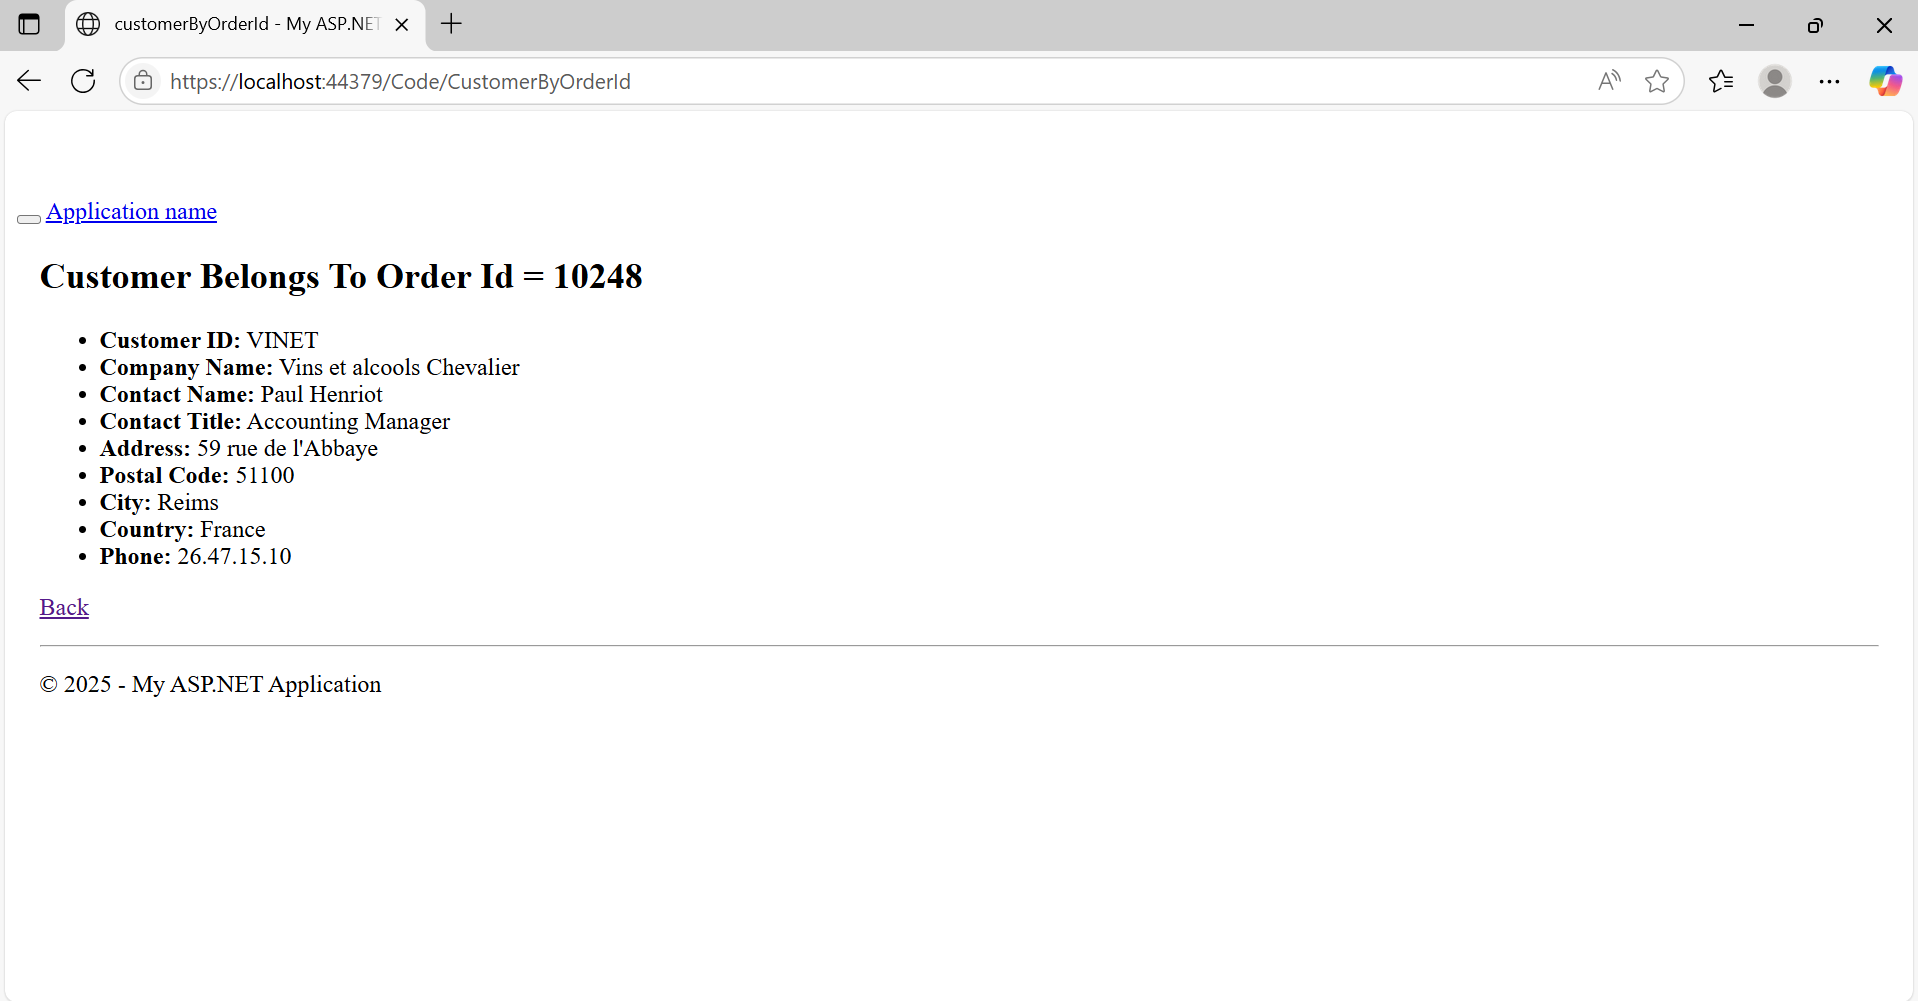 customerByOrderId - My ASP.NET
https://localhost:44379/Code/CustomerByOrderId
Application name
Customer Belongs To Order Id = 10248
• Customer ID: VINET
• Company Name: Vins et alcools Chevalier
• Contact Name: Paul Henriot
• Contact Title: Accounting Manager
• Address: 59 rue de l'Abbaye
• Postal Code: 51100
• City: Reims
• Country: France
• Phone: 26.47.15.10
Back
© 2025 - My ASP.NET Application